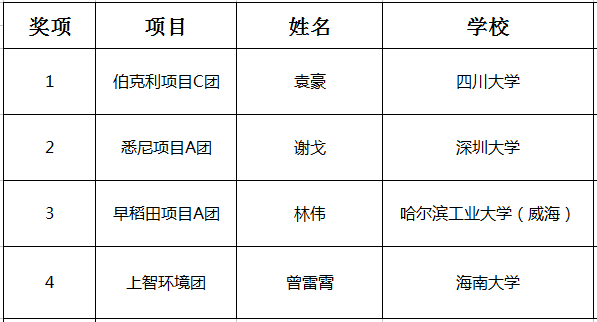 奖项 项目 姓名 学校
1 伯克利项目C团 袁豪 四川大学
2 悉尼项目A团 谢戈 深圳大学
3 早稻田项目A团 林伟 哈尔滨工业大学（威海）
4 上智环境团 曾雷霄 海南大学